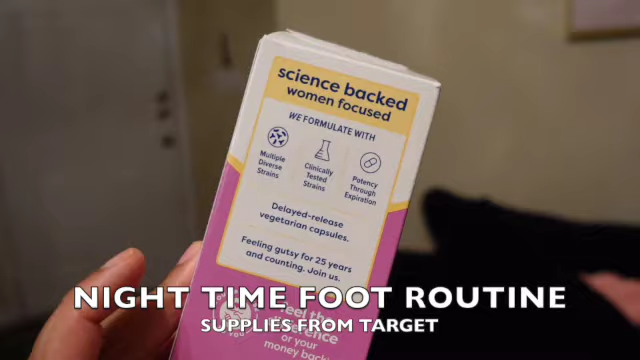 science backed
women focused
WE FORMULATE WITH
Multiple
Diverse
Strains
Clinically
Tested
Strains
Potency
Through
Expiration
Delayed-release
vegetarian capsules.
Feeling gutsy for 25 years
and counting. Join us.
NIGHT TIME FOOT ROUTINE
SUPPLIES FROM TARGET
or your
money back
YOU